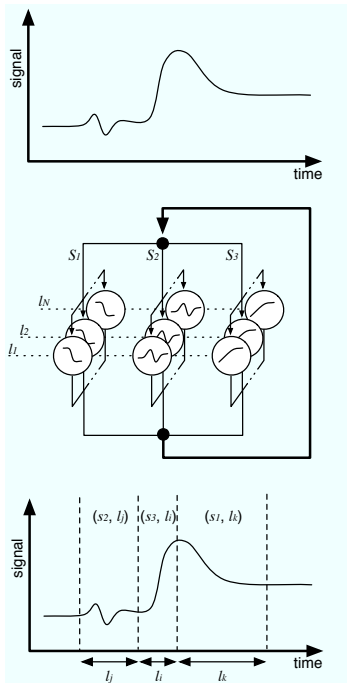 signal
time
S1 S2 S3
lN
l2
l1
(s2, lj) (s3, li) (s1, lk)
signal
time
lj li lk